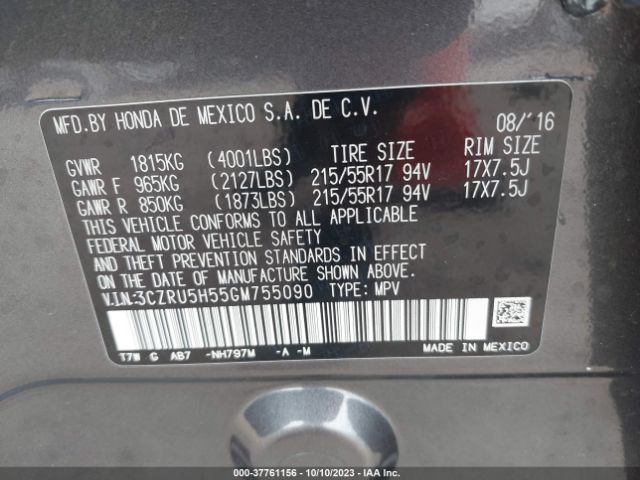 MFD.BY HONDA DE MEXICO S.A. DE C.V. 08/'16
GVWR 1815KG (4001LBS) TIRE SIZE RIM SIZE
GAWR F 965KG (2127LBS) 215/55R17 94V 17X7.5J
GAWR R 850KG (1873LBS) 215/55R17 94V 17X7.5J
THIS VEHICLE CONFORMS TO ALL APPLICABLE
FEDERAL MOTOR VEHICLE SAFETY
AND THEFT PREVENTION STANDARDS IN EFFECT
ON THE DATE OF MANUFACTURE SHOWN ABOVE.
V.I.N.:3CZRU5H55GM755090 TYPE: MPV
T7W G AB7 -NH797M -A -M MADE IN MEXICO
000-37761156 - 10/10/2023 - © IAA Inc.